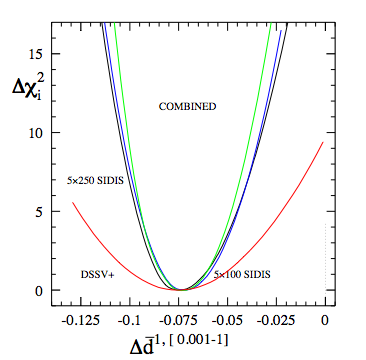 15
Δχ²ᵢ
COMBINED
10
5×250 SIDIS
5
DSSV+ 5×100 SIDIS
0
-0.125 -0.1 -0.075 -0.05 -0.025 0
Δd̅¹, [ 0.001-1]